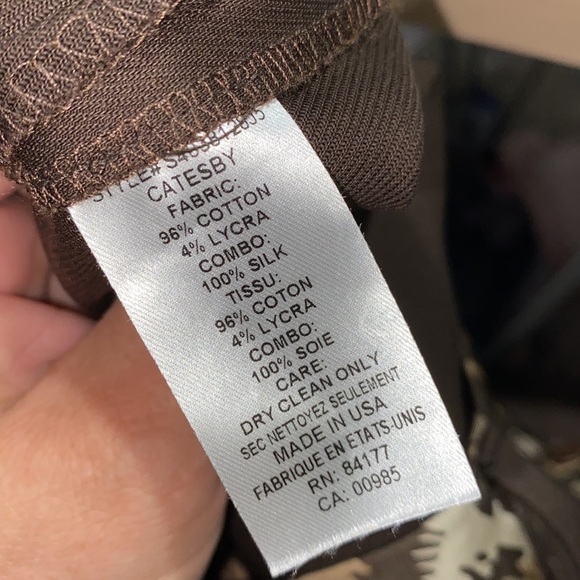 STYLE#
CATESBY
FABRIC:
96% COTTON
4% LYCRA
COMBO:
100% SILK
TISSU:
96% COTON
4% LYCRA
COMBO:
100% SOIE
CARE:
DRY CLEAN ONLY
SEC NETTOYEZ SEULEMENT
MADE IN USA
FABRIQUE EN ETATS-UNIS
RN: 84177
CA: 00985